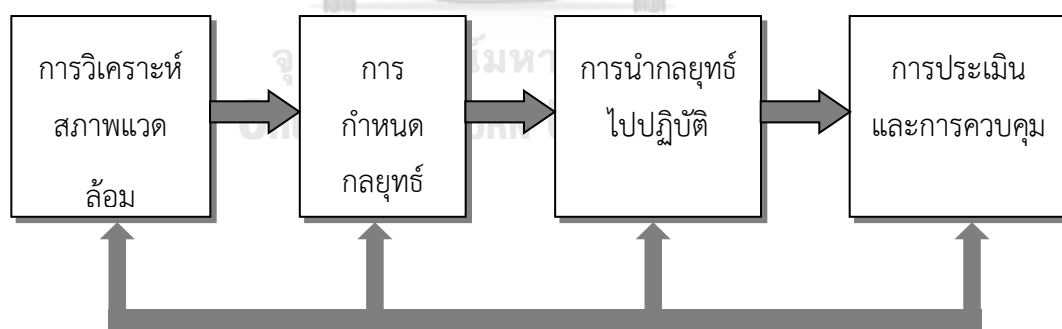 การวิเคราะห์
สภาพแวด
ล้อม
การ
กำหนด
กลยุทธ์
การนำกลยุทธ์
ไปปฏิบัติ
การประเมิน
และการควบคุม